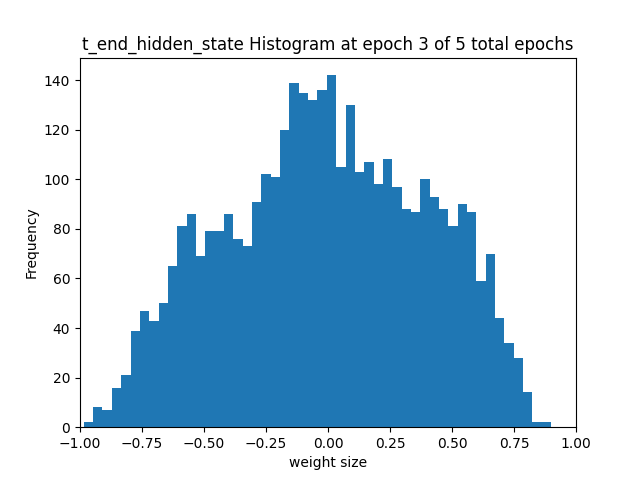 t_end_hidden_state Histogram at epoch 3 of 5 total epochs
140
120
100
80
60
40
20
0
Frequency
−1.00 −0.75 −0.50 −0.25 0.00 0.25 0.50 0.75 1.00
weight size